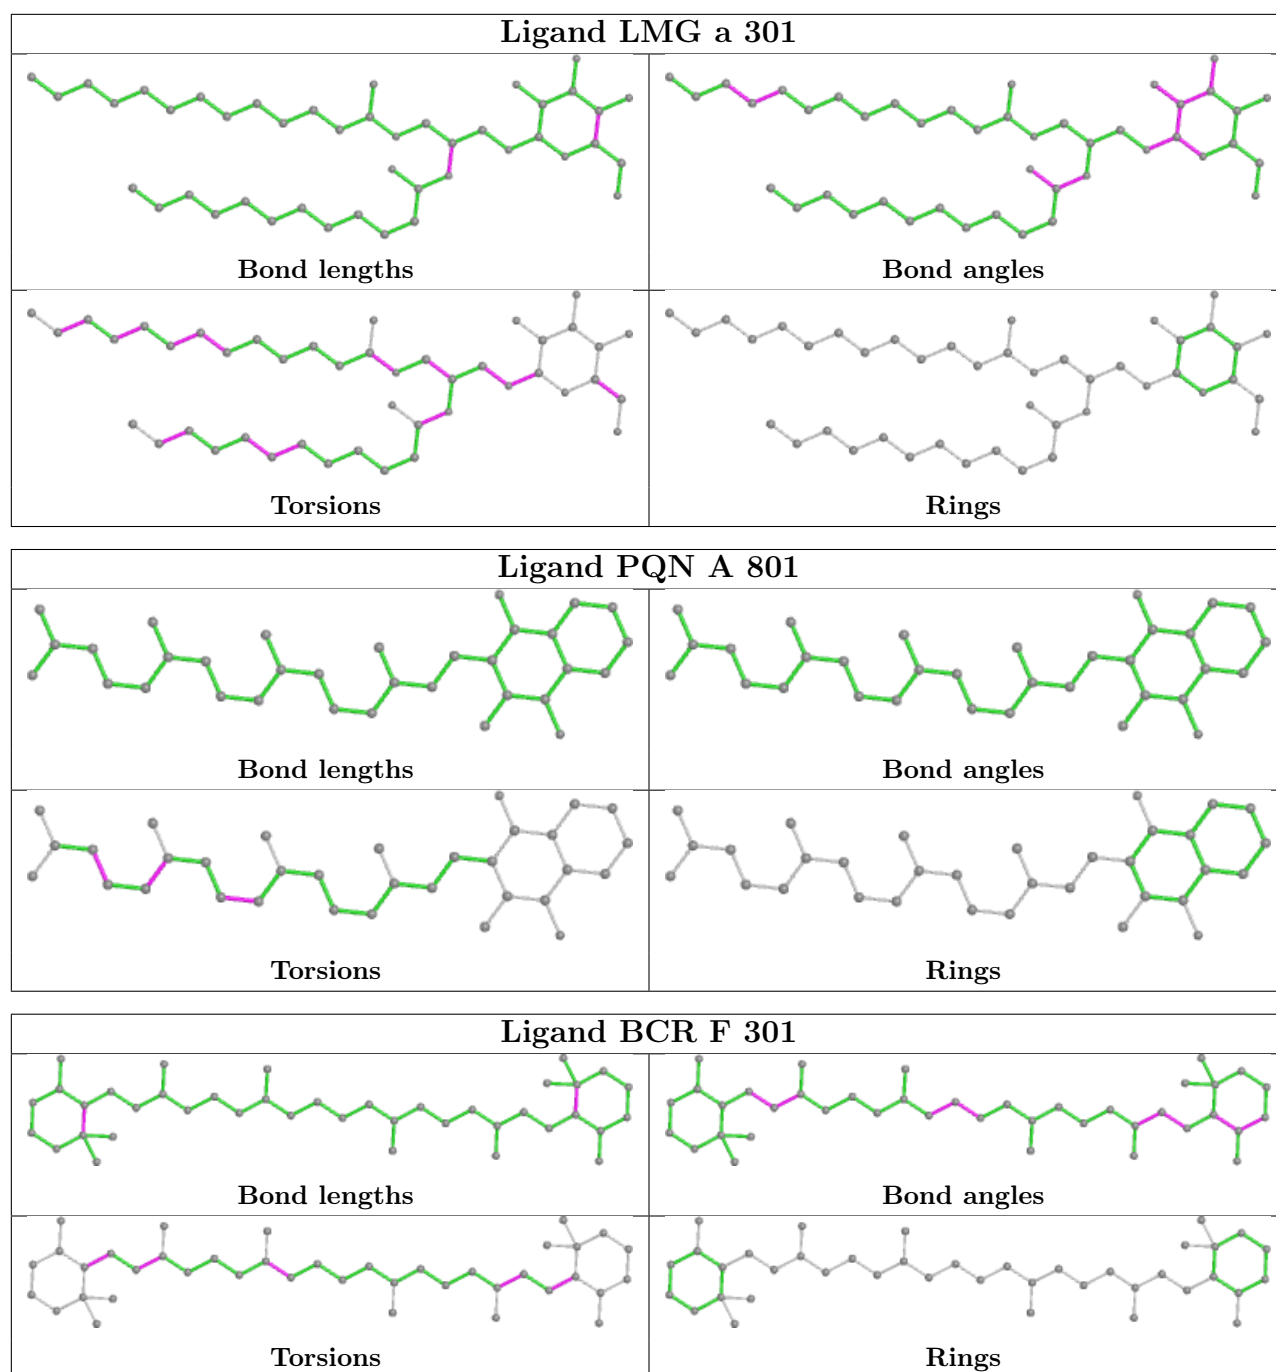 Ligand LMG a 301
Bond lengths
Bond angles
Torsions
Rings
Ligand PQN A 801
Bond lengths
Bond angles
Torsions
Rings
Ligand BCR F 301
Bond lengths
Bond angles
Torsions
Rings